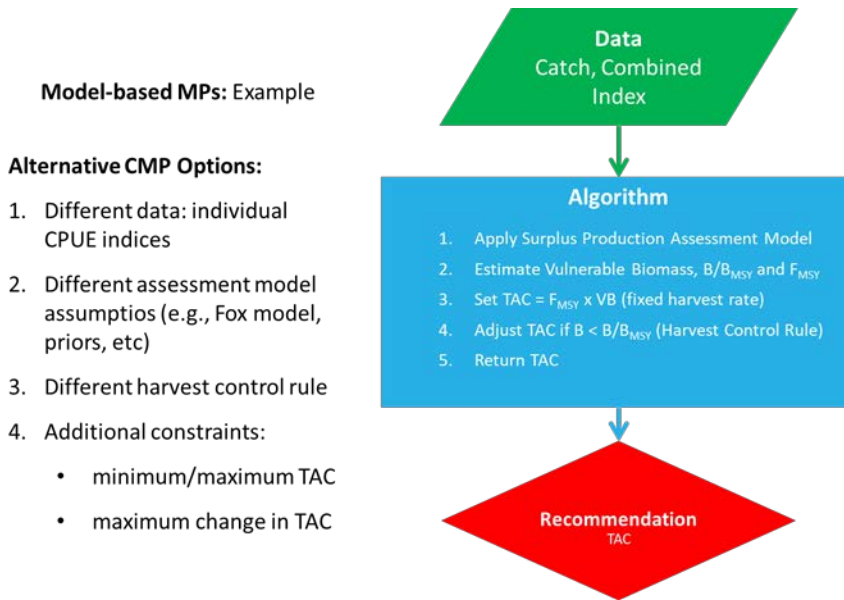 Model-based MPs: Example
Alternative CMP Options:
1. Different data: individual
CPUE indices
2. Different assessment model
assumptios (e.g., Fox model,
priors, etc)
3. Different harvest control rule
4. Additional constraints:
• minimum/maximum TAC
• maximum change in TAC
Data
Catch, Combined
Index
Algorithm
1. Apply Surplus Production Assessment Model
2. Estimate Vulnerable Biomass, B/BMSY and FMSY
3. Set TAC = FMSY x VB (fixed harvest rate)
4. Adjust TAC if B < B/BMSY (Harvest Control Rule)
5. Return TAC
Recommendation
TAC